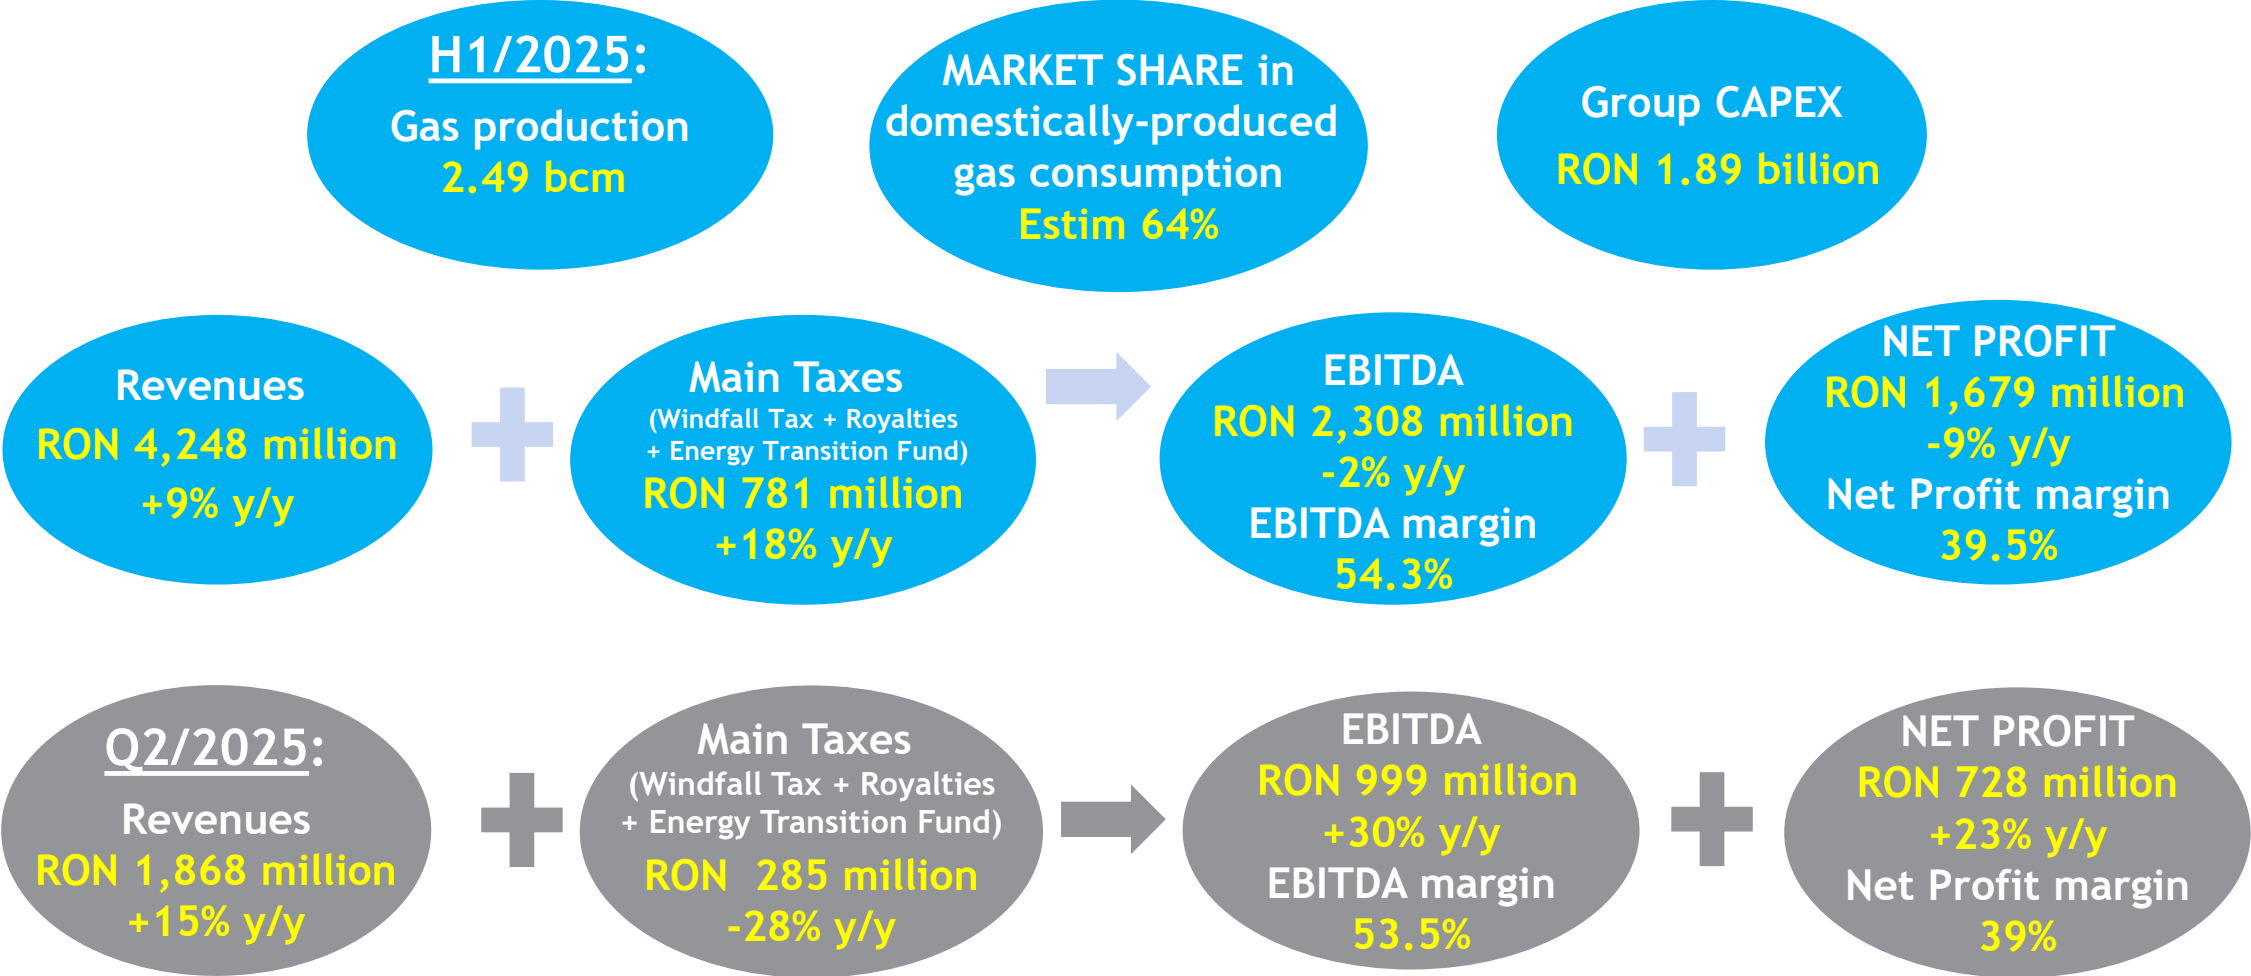 H1/2025:
Gas production
2.49 bcm
MARKET SHARE in
domestically-produced
gas consumption
Estim 64%
Group CAPEX
RON 1.89 billion
Revenues
RON 4,248 million
+9% y/y
Main Taxes
(Windfall Tax + Royalties
+ Energy Transition Fund)
RON 781 million
+18% y/y
EBITDA
RON 2,308 million
-2% y/y
EBITDA margin
54.3%
NET PROFIT
RON 1,679 million
-9% y/y
Net Profit margin
39.5%
Q2/2025:
Revenues
RON 1,868 million
+15% y/y
Main Taxes
(Windfall Tax + Royalties
+ Energy Transition Fund)
RON  285 million
-28% y/y
EBITDA
RON 999 million
+30% y/y
EBITDA margin
53.5%
NET PROFIT
RON 728 million
+23% y/y
Net Profit margin
39%